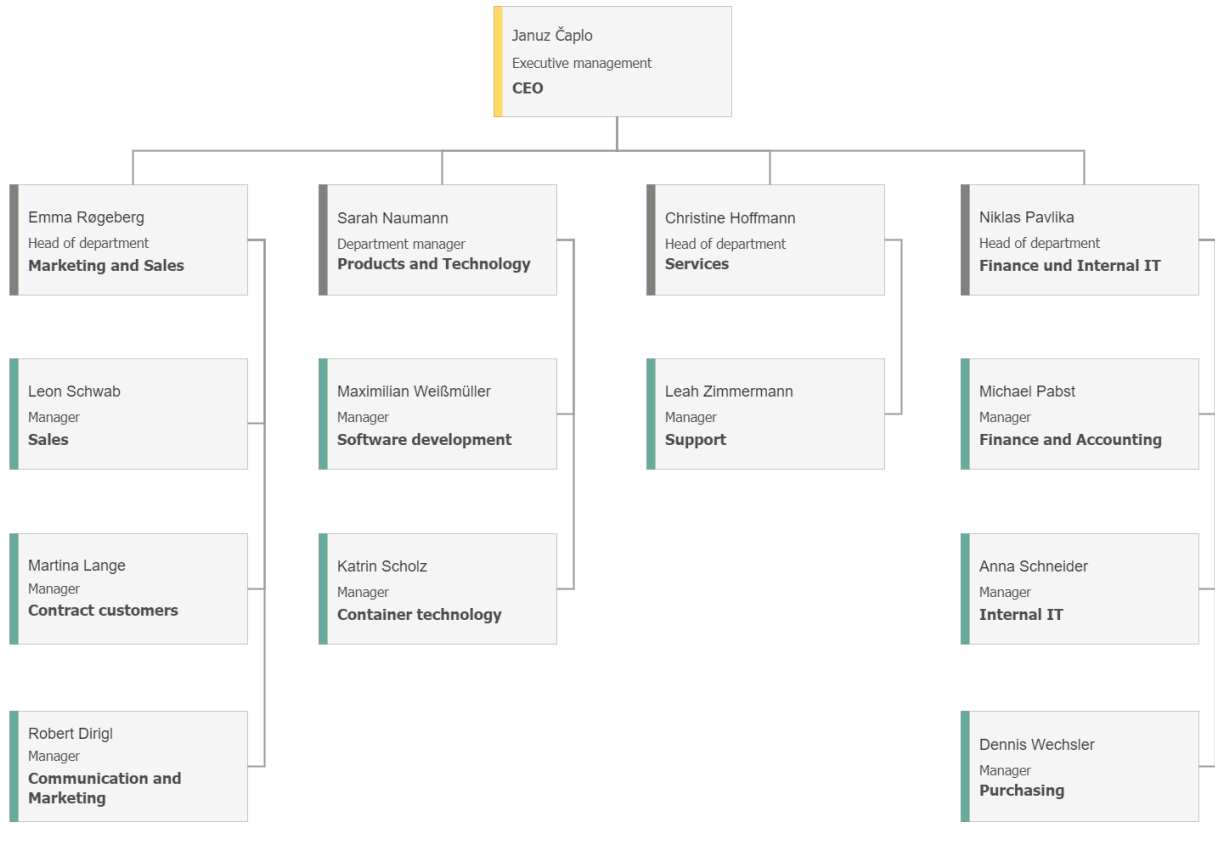 Januz Čaplo
Executive management
CEO
Emma Røgeberg
Head of department
Marketing and Sales
Sarah Naumann
Department manager
Products and Technology
Christine Hoffmann
Head of department
Services
Niklas Pavlika
Head of department
Finance und Internal IT
Leon Schwab
Manager
Sales
Maximilian Weißmüller
Manager
Software development
Leah Zimmermann
Manager
Support
Michael Pabst
Manager
Finance and Accounting
Martina Lange
Manager
Contract customers
Katrin Scholz
Manager
Container technology
Anna Schneider
Manager
Internal IT
Robert Dirigl
Manager
Communication and
Marketing
Dennis Wechsler
Manager
Purchasing